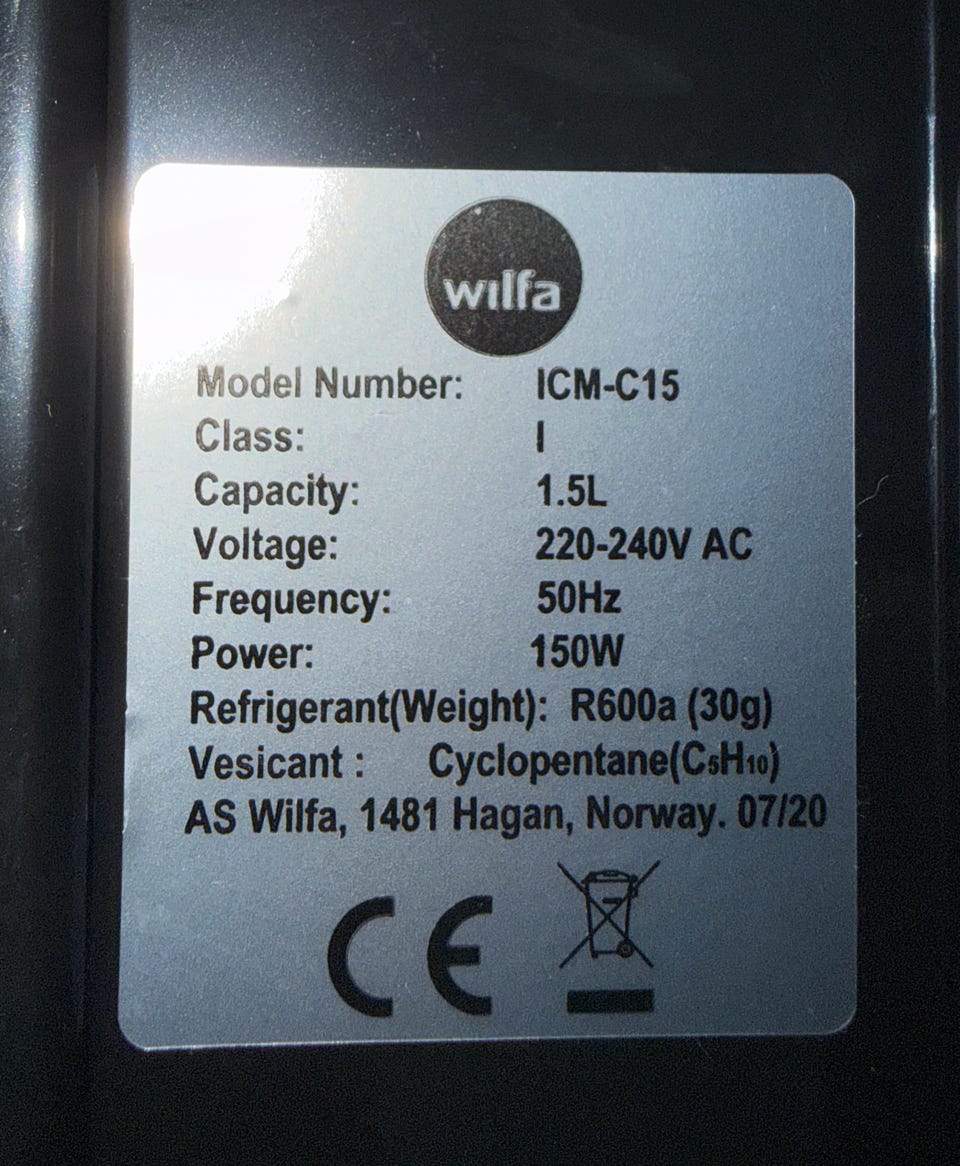 wilfa
Model Number: ICM-C15
Class: I
Capacity: 1.5L
Voltage: 220-240V AC
Frequency: 50Hz
Power: 150W
Refrigerant(Weight): R600a (30g)
Vesicant : Cyclopentane(C₅H₁₀)
AS Wilfa, 1481 Hagan, Norway. 07/20
CE